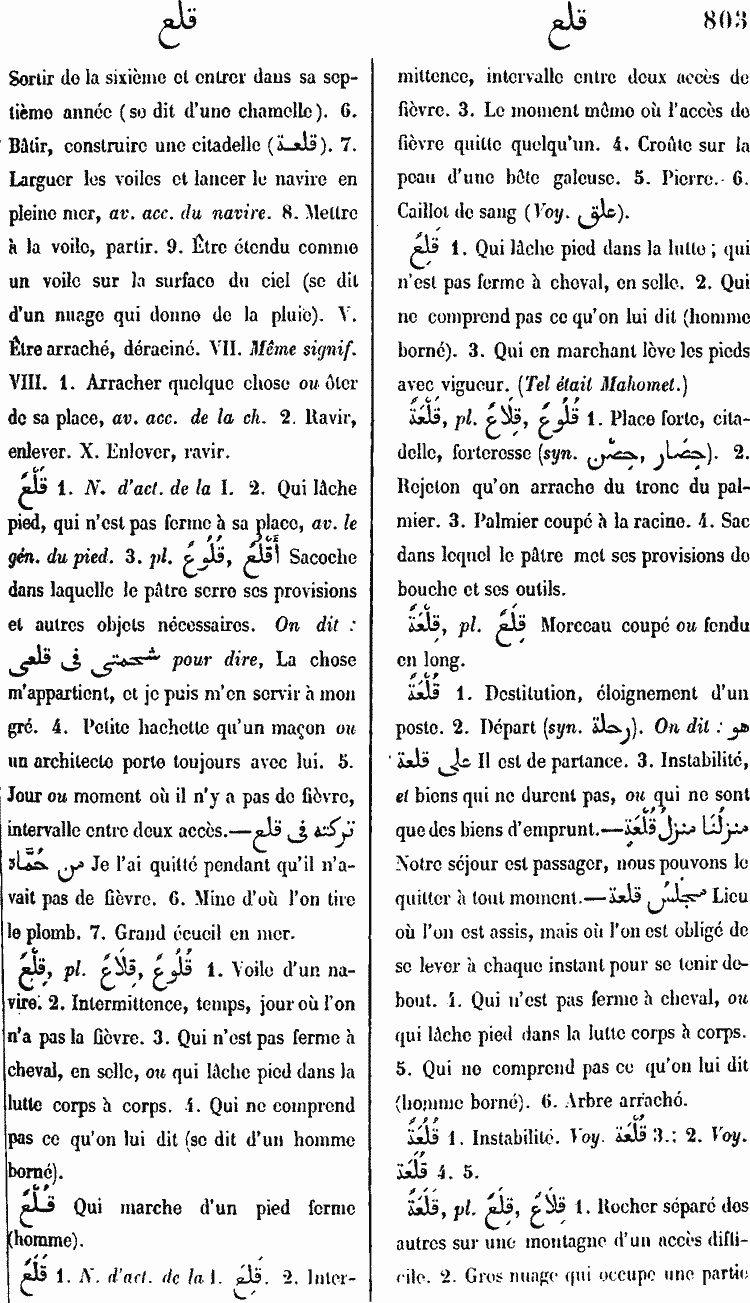 قلع
قلع 803
Sortir de la sixième et entrer dans sa sep-
tième année (se dit d'une chamelle). 6.
Bâtir, construire une citadelle (قلعة). 7.
Larguer les voiles et lancer le navire en
pleine mer, av. acc. du navire. 8. Mettre
à la voile, partir. 9. Être étendu comme
un voile sur la surface du ciel (se dit
d'un nuage qui donne de la pluie). V.
Être arraché, déraciné. VII. Même signif.
VIII. 1. Arracher quelque chose ou ôter
de sa place, av. acc. de la ch. 2. Ravir,
enlever. X. Enlever, ravir.
قَلْعٌ 1. N. d'act. de la I. 2. Qui lâche
pied, qui n'est pas ferme à sa place, av. le
gén. du pied. 3. pl. قُلُوعٌ, أَقْلُعٌ Sacoche
dans laquelle le pâtre serre ses provisions
et autres objets nécessaires. On dit :
شحمتى فى قلعى pour dire, La chose
m'appartient, et je puis m'en servir à mon
gré. 4. Petite hachette qu'un maçon ou
un architecte porte toujours avec lui. 5.
Jour ou moment où il n'y a pas de fièvre,
intervalle entre deux accès.—تركته فى قلع
من حُمَّاه Je l'ai quitté pendant qu'il n'a-
vait pas de fièvre. 6. Mine d'où l'on tire
le plomb. 7. Grand écueil en mer.
قِلْعٌ, pl. قُلُوعٌ, قِلَاعٌ 1. Voile d'un na-
vire. 2. Intermittence, temps, jour où l'on
n'a pas la fièvre. 3. Qui n'est pas ferme à
cheval, en selle, ou qui lâche pied dans la
lutte corps à corps. 4. Qui ne comprend
pas ce qu'on lui dit (se dit d'un homme
borné).
قُلْعٌ Qui marche d'un pied ferme
(homme).
قَلَعٌ 1. N. d'act. de la I. قَلِعَ. 2. Inter-
mittence, intervalle entre deux accès de
fièvre. 3. Le moment même où l'accès de
fièvre quitte quelqu'un. 4. Croûte sur la
peau d'une bête galeuse. 5. Pierre. 6.
Caillot de sang (Voy. علق).
قَلِعٌ 1. Qui lâche pied dans la lutte ; qui
n'est pas ferme à cheval, en selle. 2. Qui
ne comprend pas ce qu'on lui dit (homme
borné). 3. Qui en marchant lève les pieds
avec vigueur. (Tel était Mahomet.)
قَلْعَةٌ, pl. قُلُوعٌ, قِلَاعٌ 1. Place forte, cita-
delle, forteresse (syn. حِصَار, حِصْن). 2.
Rejeton qu'on arrache du tronc du pal-
mier. 3. Palmier coupé à la racine. 4. Sac
dans lequel le pâtre met ses provisions de
bouche et ses outils.
قِلْعَةٌ, pl. قِلَعٌ Morceau coupé ou fendu
en long.
قُلْعَةٌ 1. Destitution, éloignement d'un
poste. 2. Départ (syn. رحلة). On dit : هو
على قلعة Il est de partance. 3. Instabilité,
et biens qui ne durent pas, ou qui ne sont
que des biens d'emprunt.—منزلُنَا منزلُ قُلْعَةٍ
Notre séjour est passager, nous pouvons le
quitter à tout moment.—مجلسُ قلعة Lieu
où l'on est assis, mais où l'on est obligé de
se lever à chaque instant pour se tenir de-
bout. 4. Qui n'est pas ferme à cheval, ou
qui lâche pied dans la lutte corps à corps.
5. Qui ne comprend pas ce qu'on lui dit
(homme borné). 6. Arbre arraché.
قُلُعَةٌ 1. Instabilité. Voy. قُلْعَة 3.; 2. Voy.
قُلْعَة 4. 5.
قَلَعَةٌ, pl. قِلَعٌ, قِلَاعٌ 1. Rocher séparé des
autres sur une montagne d'un accès diffi-
cile. 2. Gros nuage qui occupe une partie